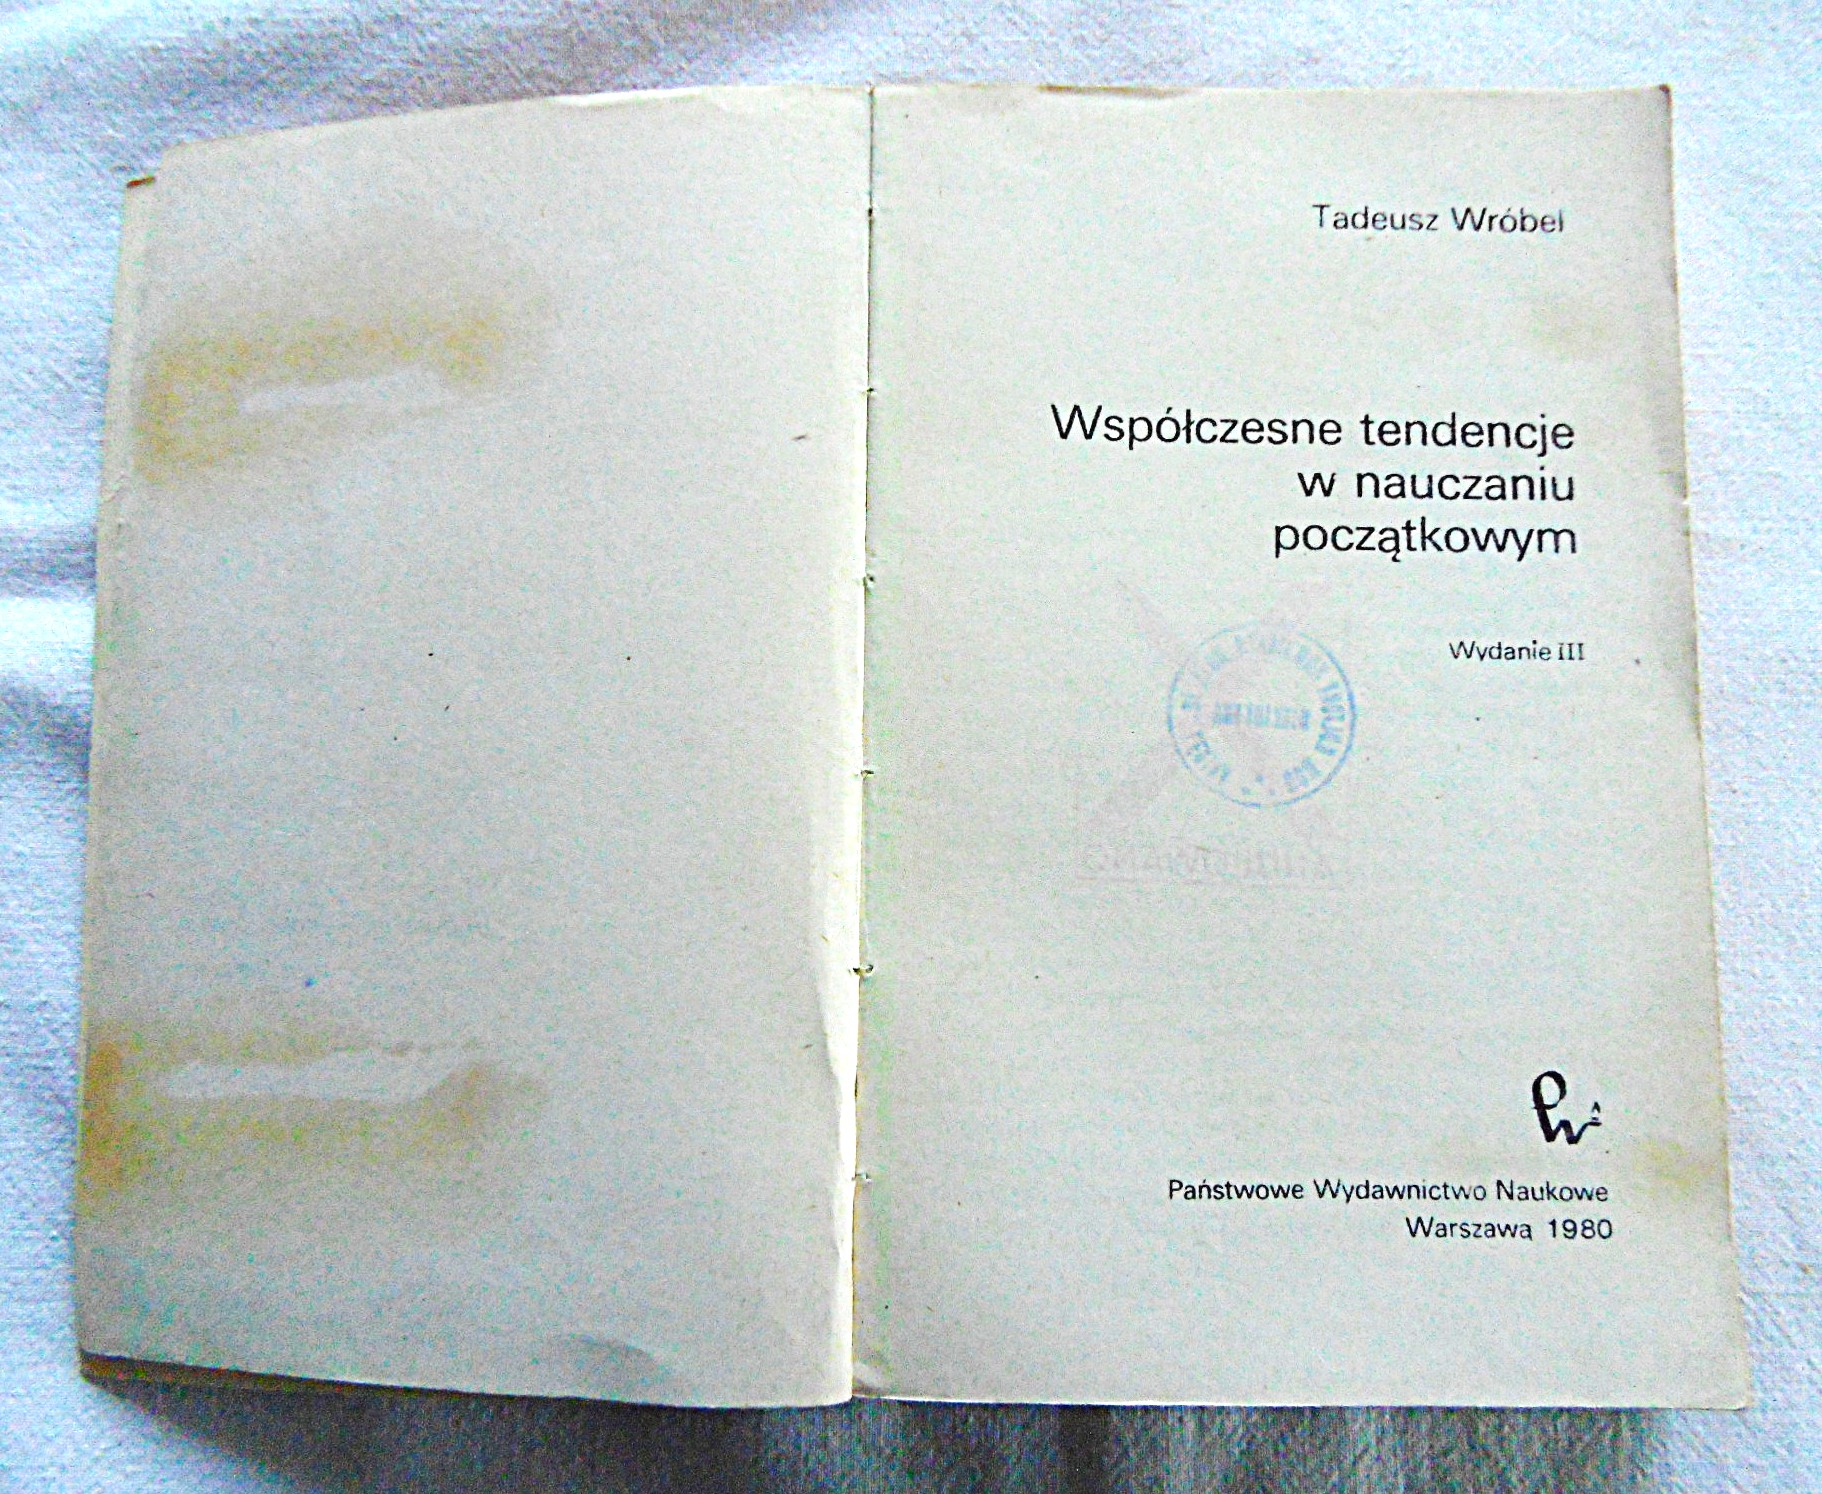 Tadeusz Wróbel
Współczesne tendencje
w nauczaniu
początkowym
Wydanie III
Państwowe Wydawnictwo Naukowe
Warszawa 1980